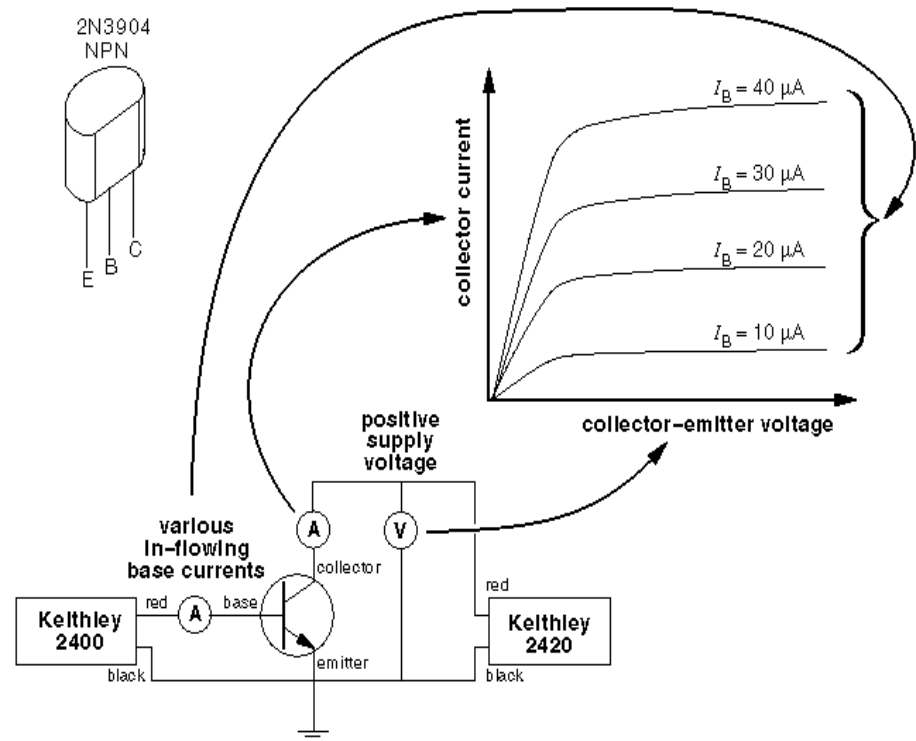 2N3904
NPN
E
B
C
collector current
I_B = 40 µA
I_B = 30 µA
I_B = 20 µA
I_B = 10 µA
collector–emitter voltage
positive
supply
voltage
various
in–flowing
base currents
A
V
collector
red
A
base
emitter
black
Keithley
2400
red
Keithley
2420
black